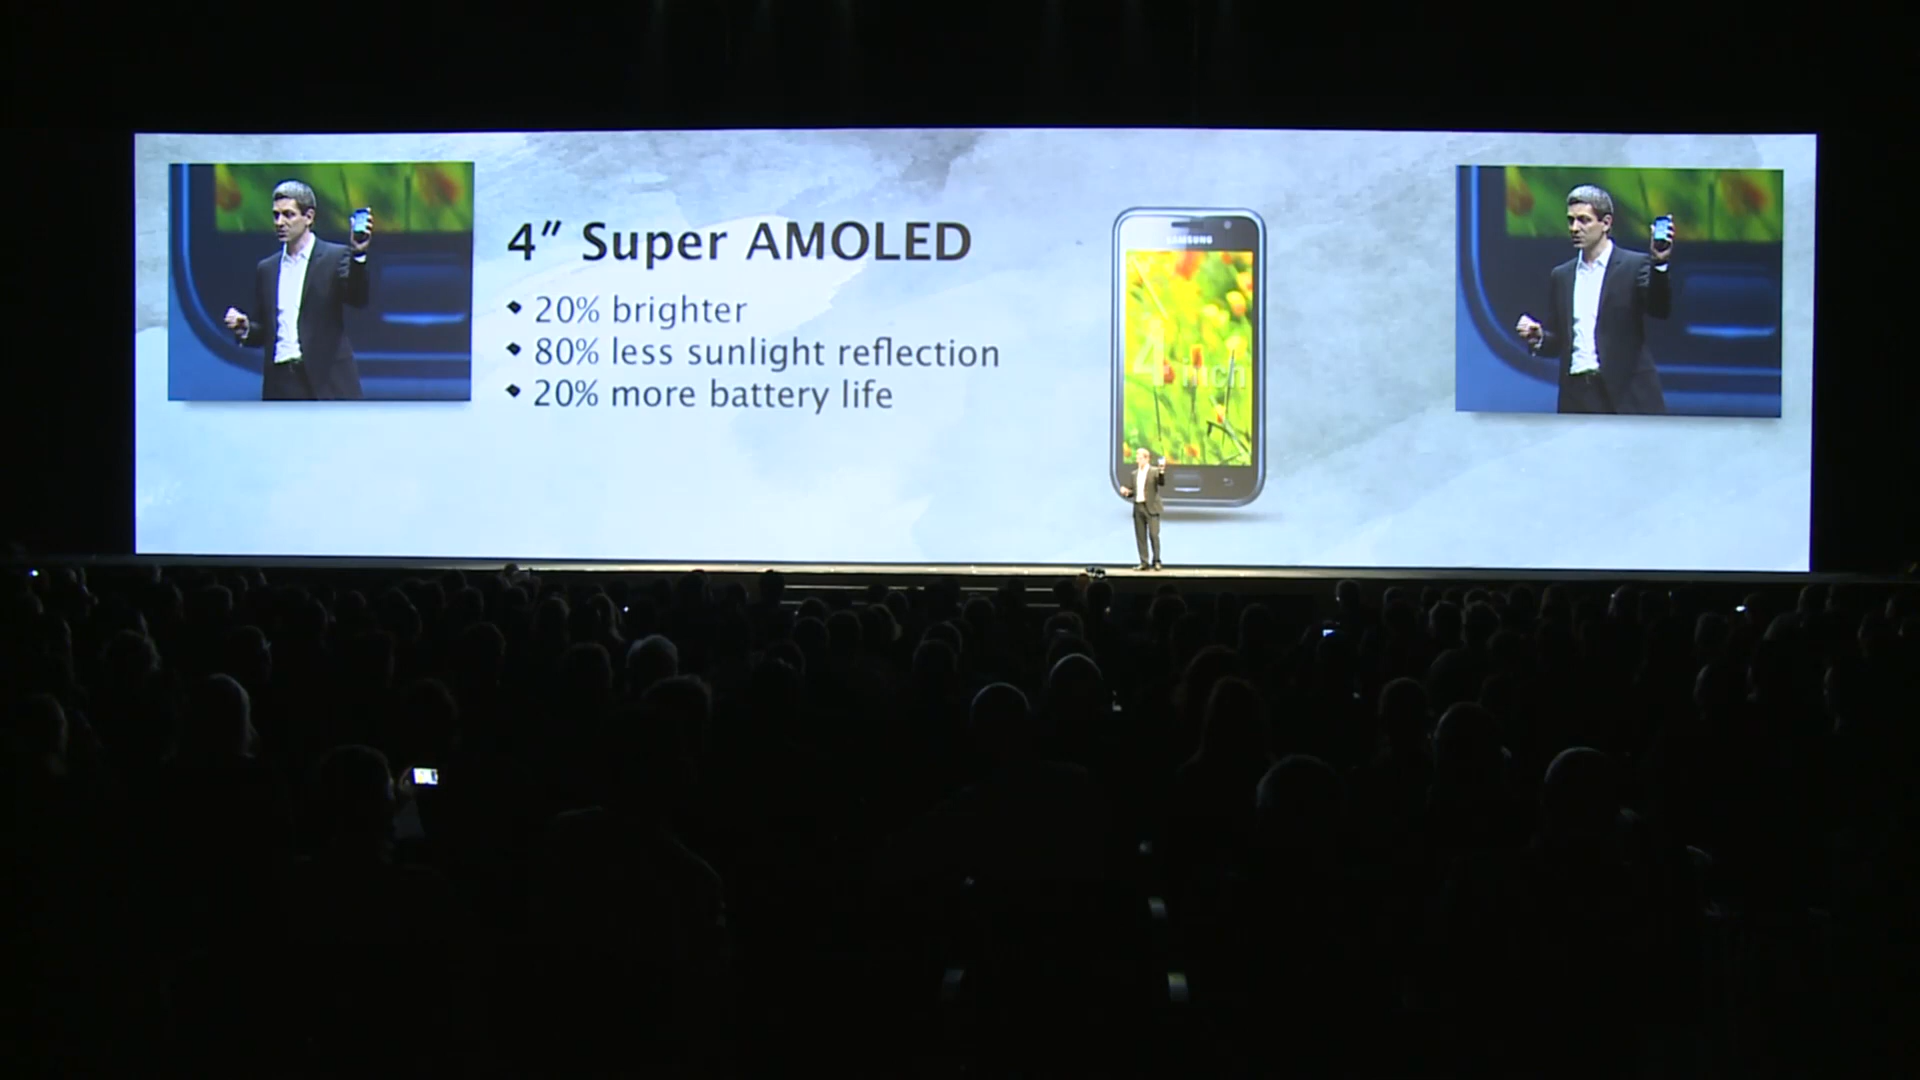 4” Super AMOLED
20% brighter
80% less sunlight reflection
20% more battery life
SAMSUNG
4 inch